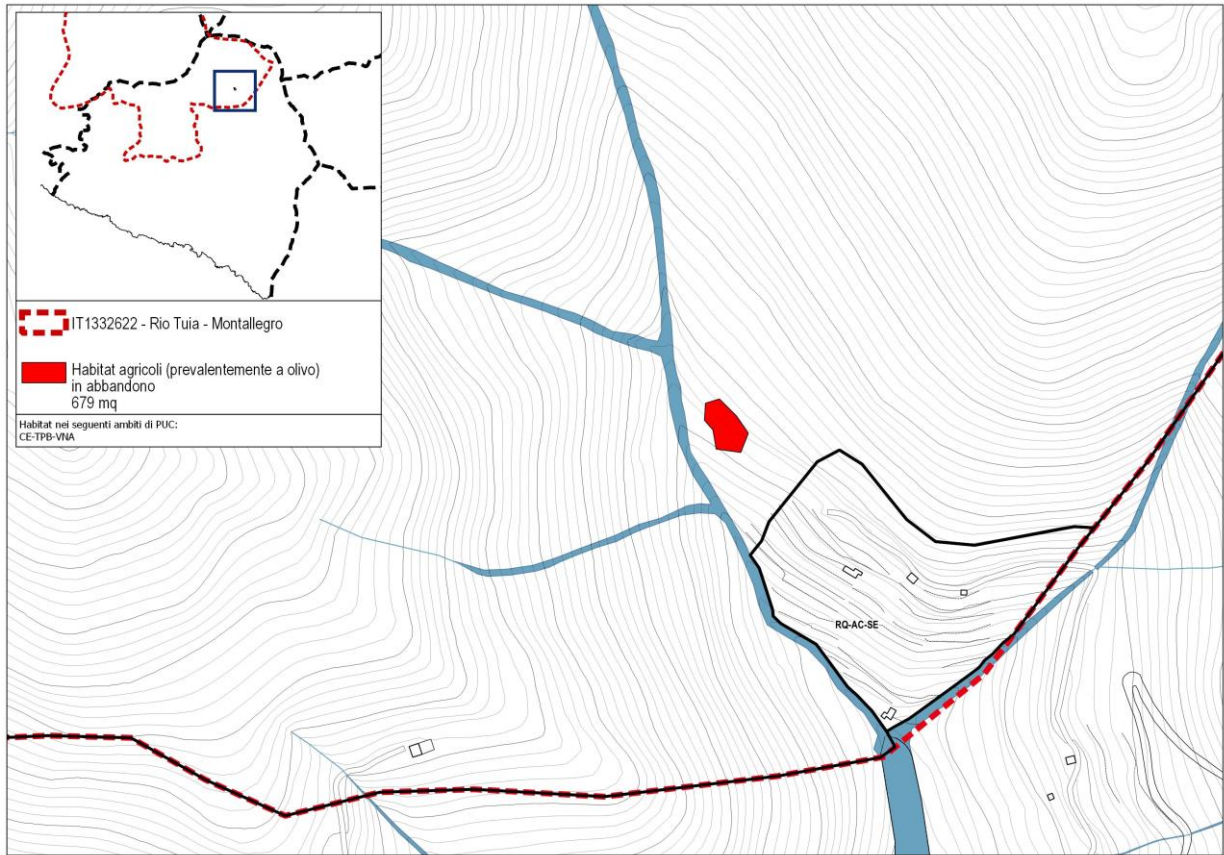 IT1332622 - Rio Tuia - Montallegro
Habitat agricoli (prevalentemente a olivo)
in abbandono
679 mq
Habitat nei seguenti ambiti di PUC:
CE-TPB-VNA
RQ-AC-SE